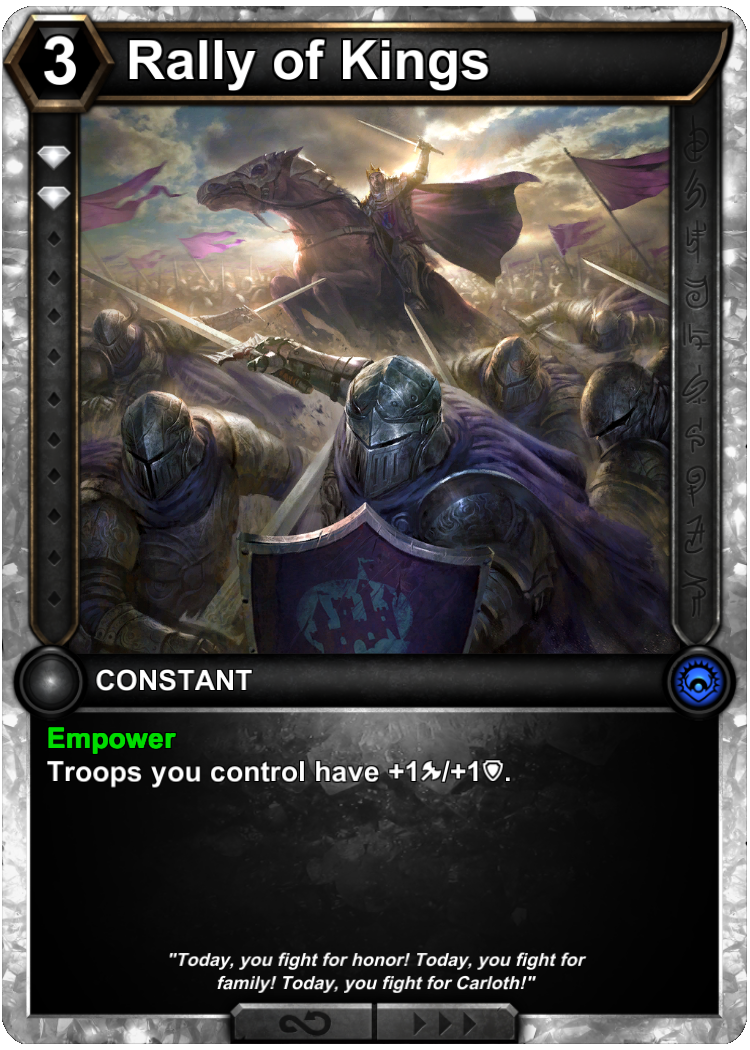 3 Rally of Kings
CONSTANT
Empower
Troops you control have +1/+1.
"Today, you fight for honor! Today, you fight for
family! Today, you fight for Carloth!"